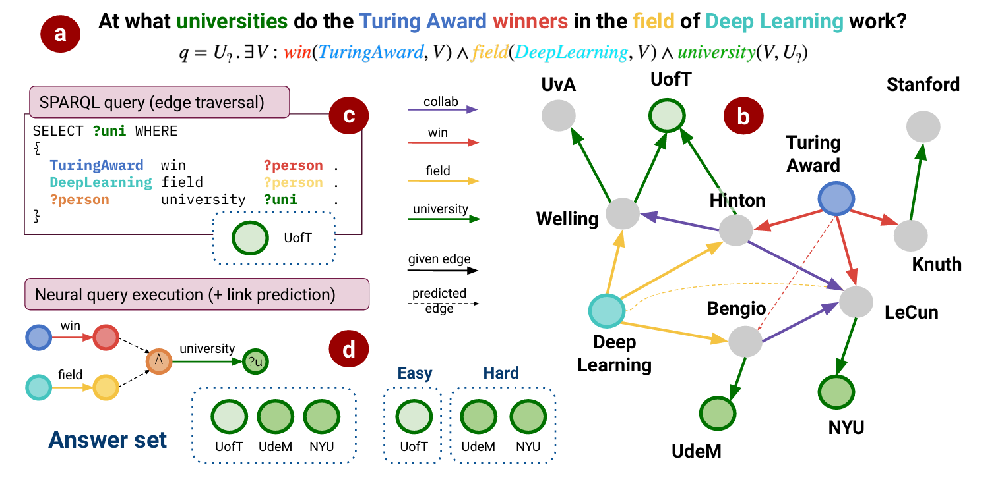 a
At what universities do the Turing Award winners in the field of Deep Learning work?
q = U?.∃V : win(TuringAward, V) ∧ field(DeepLearning, V) ∧ university(V, U?)
SPARQL query (edge traversal)
c
SELECT ?uni WHERE
{
TuringAward win ?person .
DeepLearning field ?person .
?person university ?uni .
}
UofT
Neural query execution (+ link prediction)
win
field
∧
university
?u
d
Answer set
UofT UdeM NYU
Easy
UofT
Hard
UdeM NYU
collab
win
field
university
given edge
predicted
edge
b
UvA
UofT
Stanford
Turing
Award
Hinton
Welling
Knuth
Bengio
LeCun
Deep
Learning
NYU
UdeM